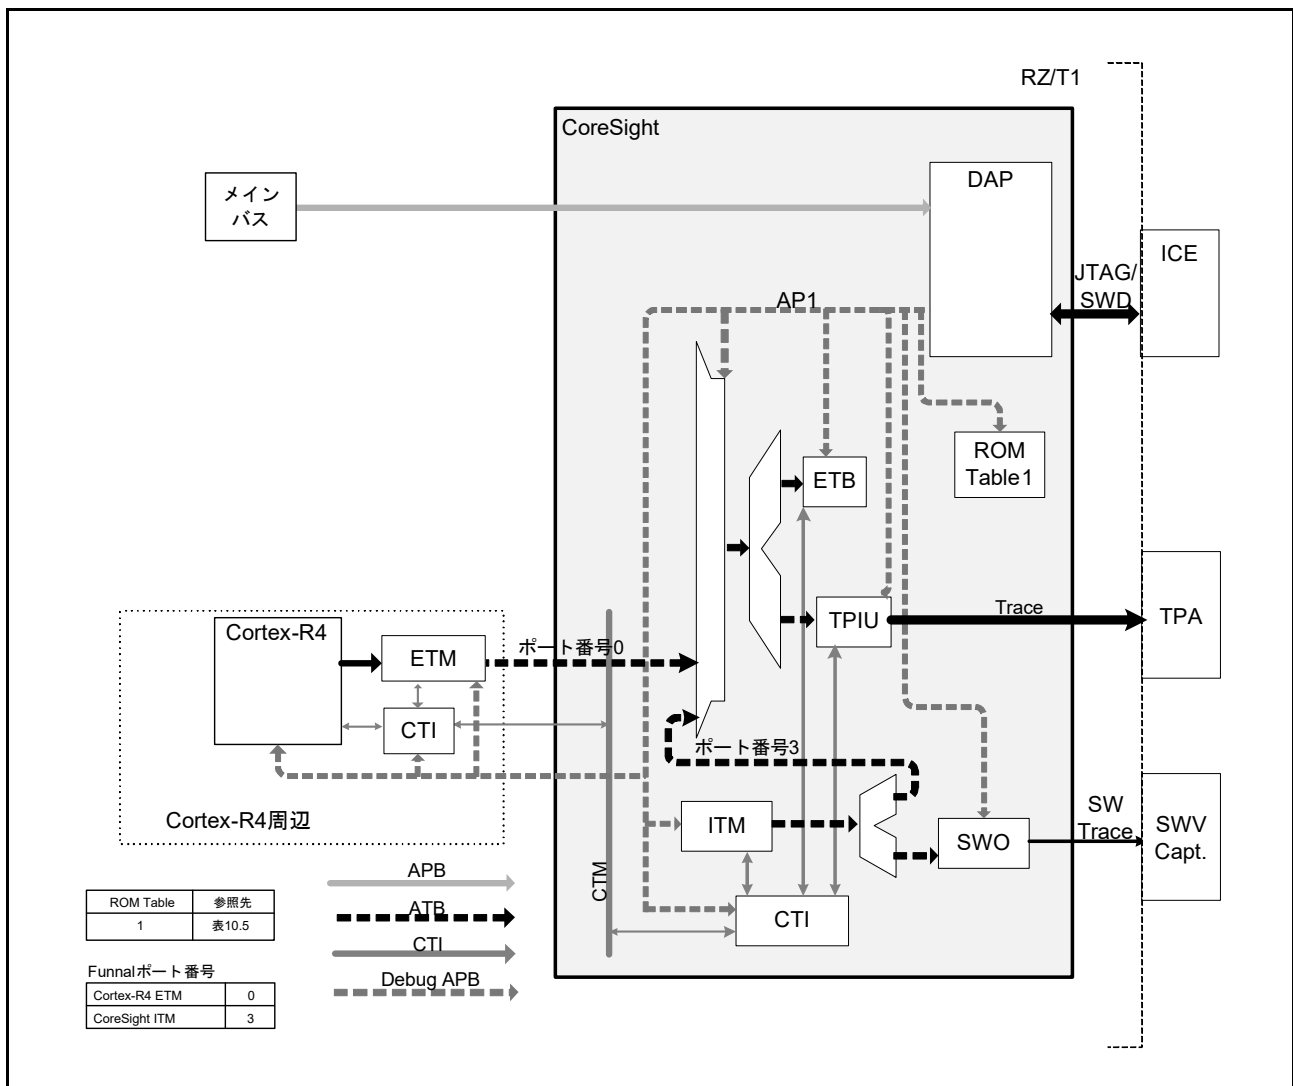 RZ/T1
CoreSight
DAP
メイン
バス
ICE
JTAG/
SWD
AP1
ROM
Table1
ETB
Trace
TPIU
TPA
Cortex-R4
ETM
ポート番号0
CTI
ポート番号3
Cortex-R4周辺
ITM
SW
Trace
SWV
Capt.
SWO
CTM
CTI
APB
ATB
CTI
Debug APB
ROM Table 参照先
1 表10.5
Funnalポート番号
Cortex-R4 ETM 0
CoreSight ITM 3